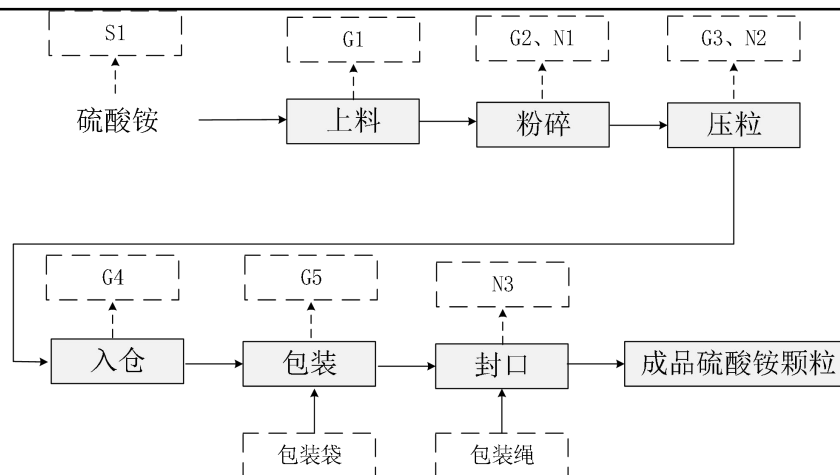 S1
G1
G2、N1
G3、N2
硫酸铵
上料
粉碎
压粒
G4
G5
N3
入仓
包装
封口
成品硫酸铵颗粒
包装袋
包装绳